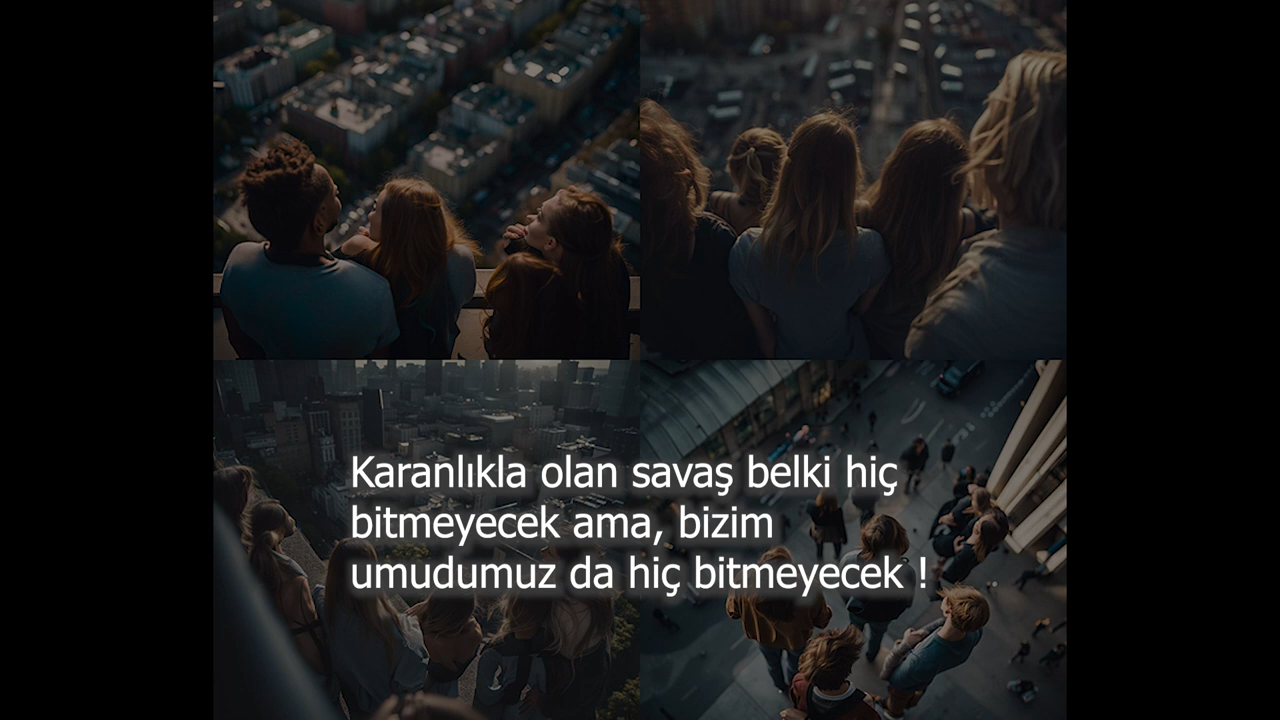 Karanlıkla olan savaş belki hiç
bitmeyecek ama, bizim
umudumuz da hiç bitmeyecek !